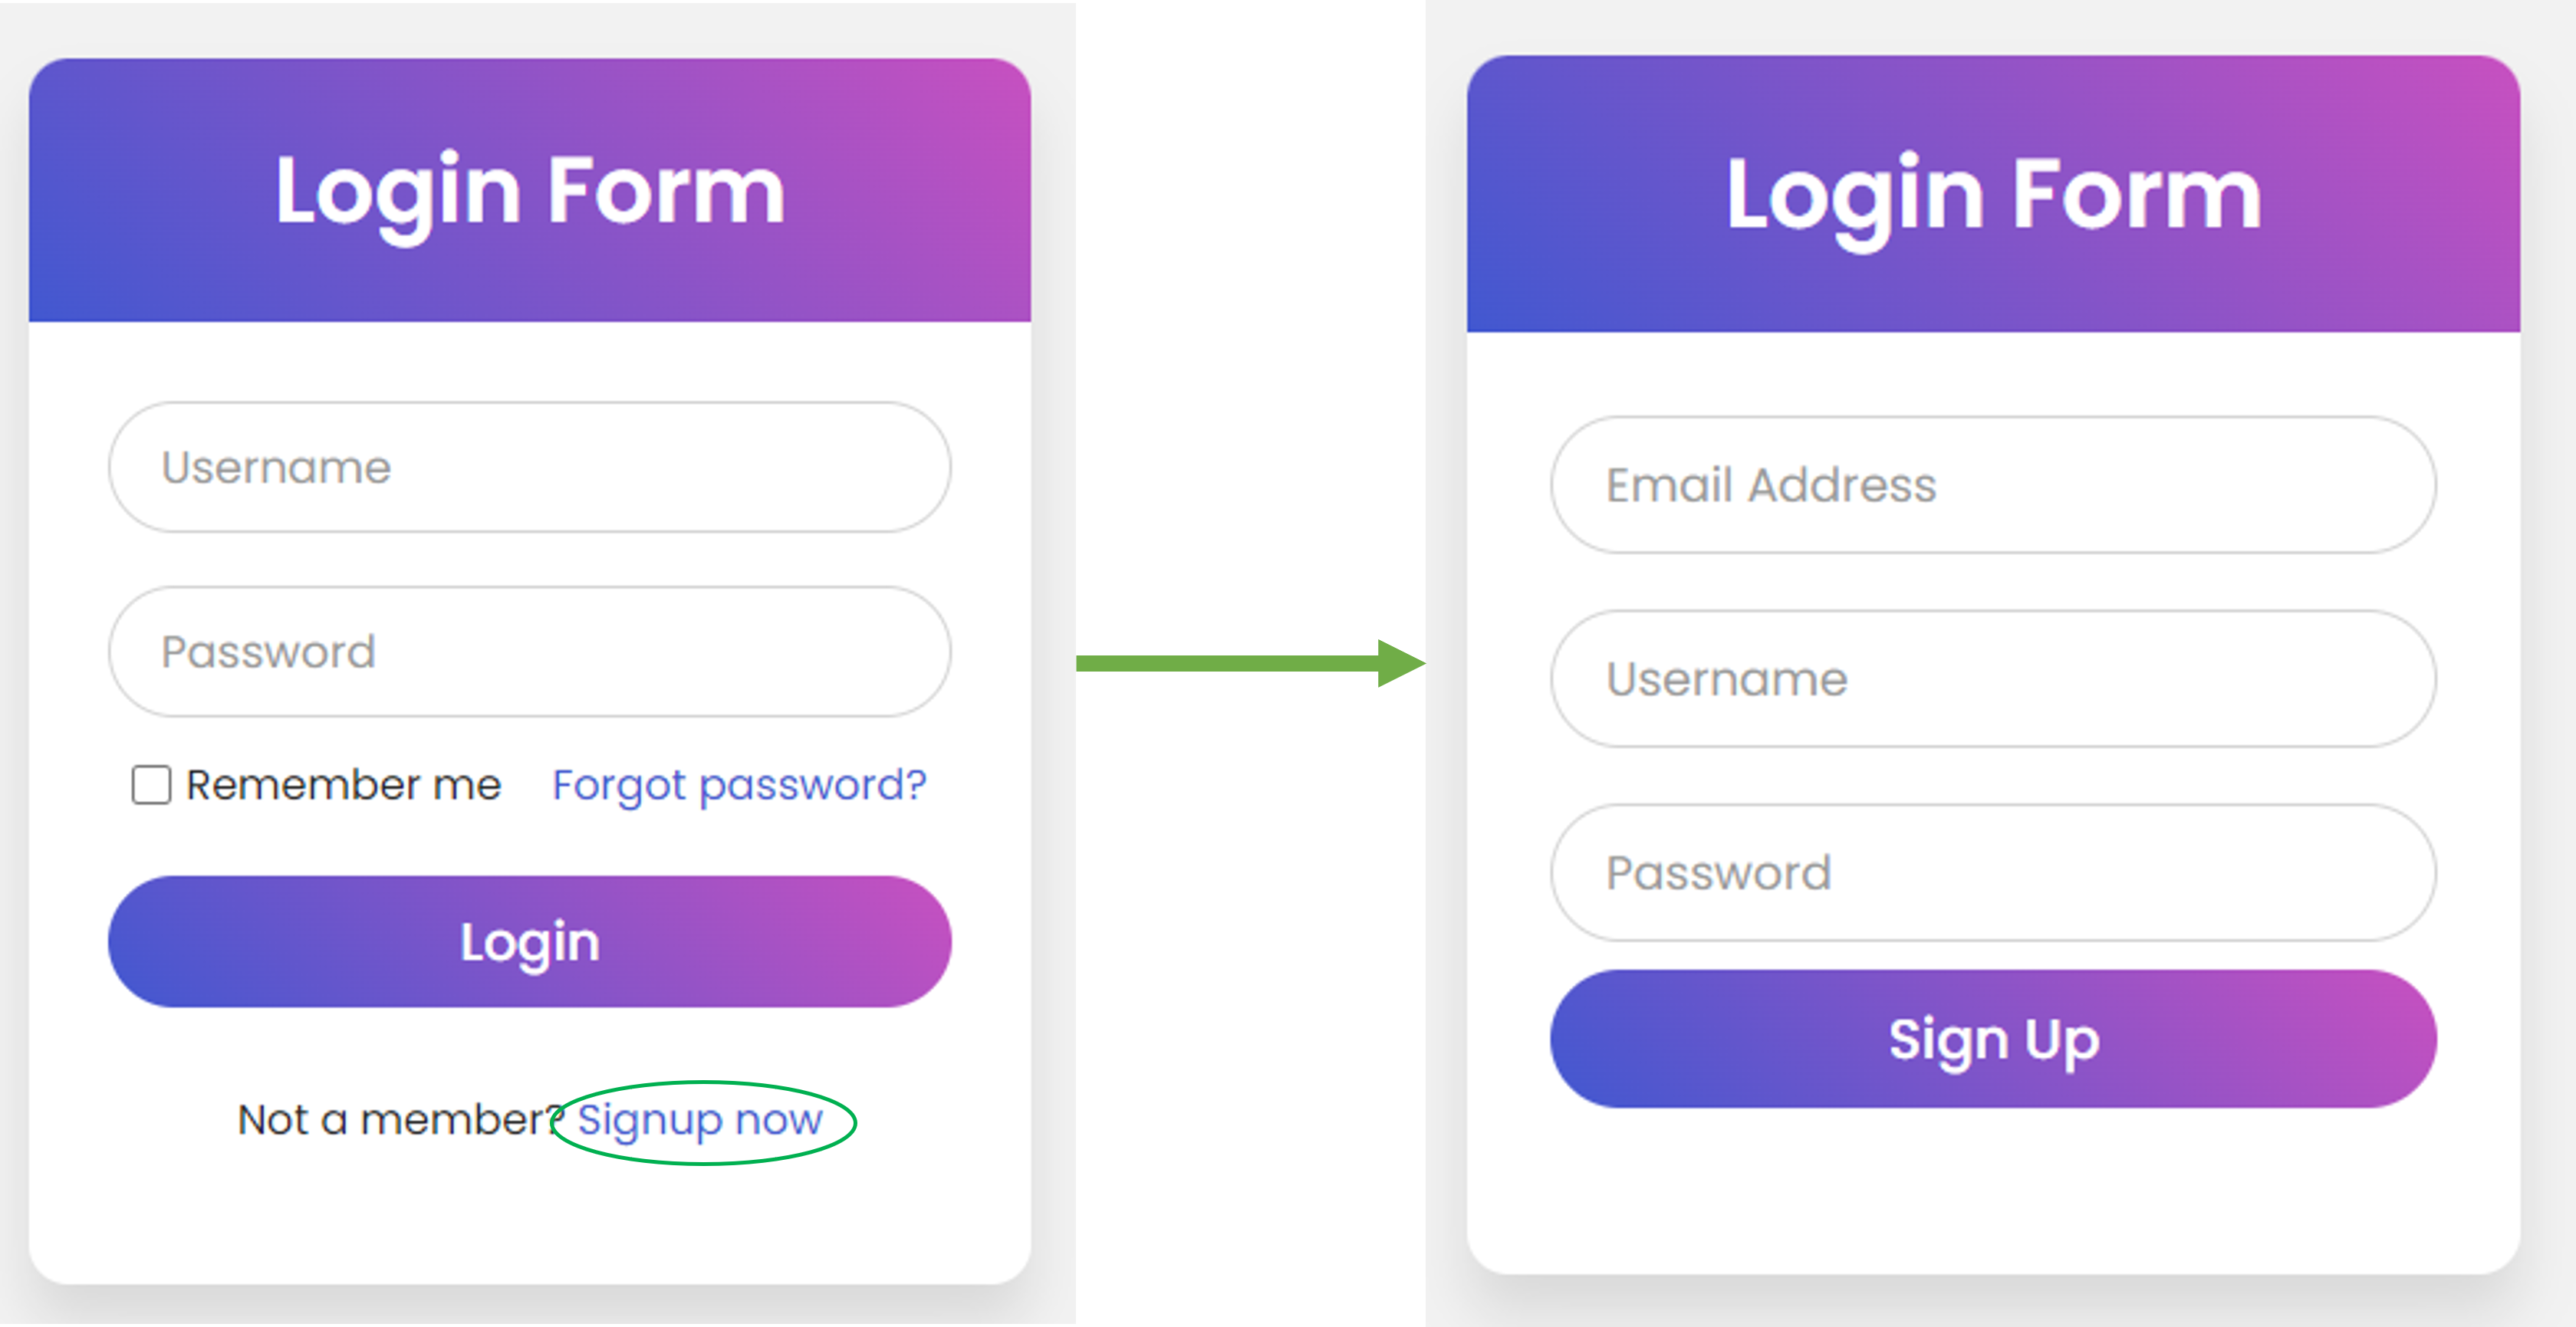 Login Form
Username
Password
Remember me Forgot password?
Login
Not a member? Signup now
Login Form
Email Address
Username
Password
Sign Up